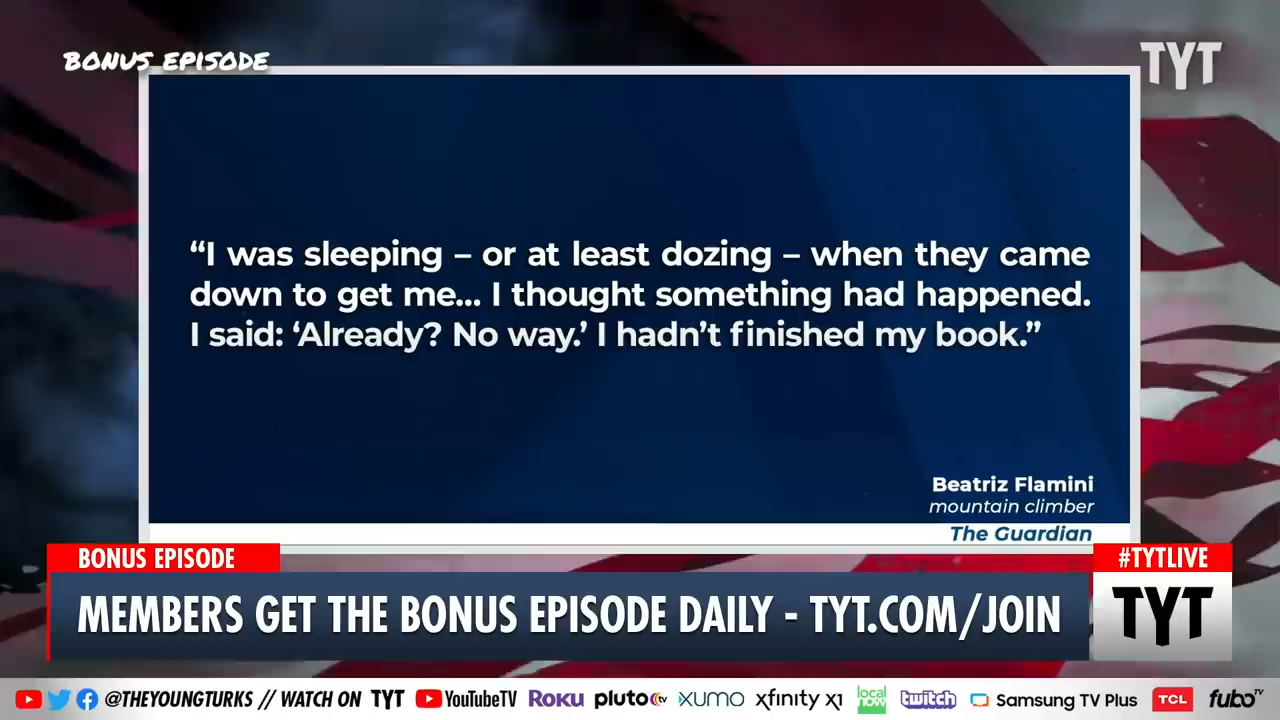 BONUS EPISODE
TYT
“I was sleeping – or at least dozing – when they came
down to get me... I thought something had happened.
I said: ‘Already? No way.’ I hadn’t finished my book.”
Beatriz Flamini
mountain climber
The Guardian
BONUS EPISODE
#TYTLIVE
MEMBERS GET THE BONUS EPISODE DAILY - TYT.COM/JOIN
TYT
@THEYOUNGTURKS // WATCH ON TYT YouTubeTV ROKU pluto tv xumo xfinity X1 local now twitch Samsung TV Plus TCL fubo TV